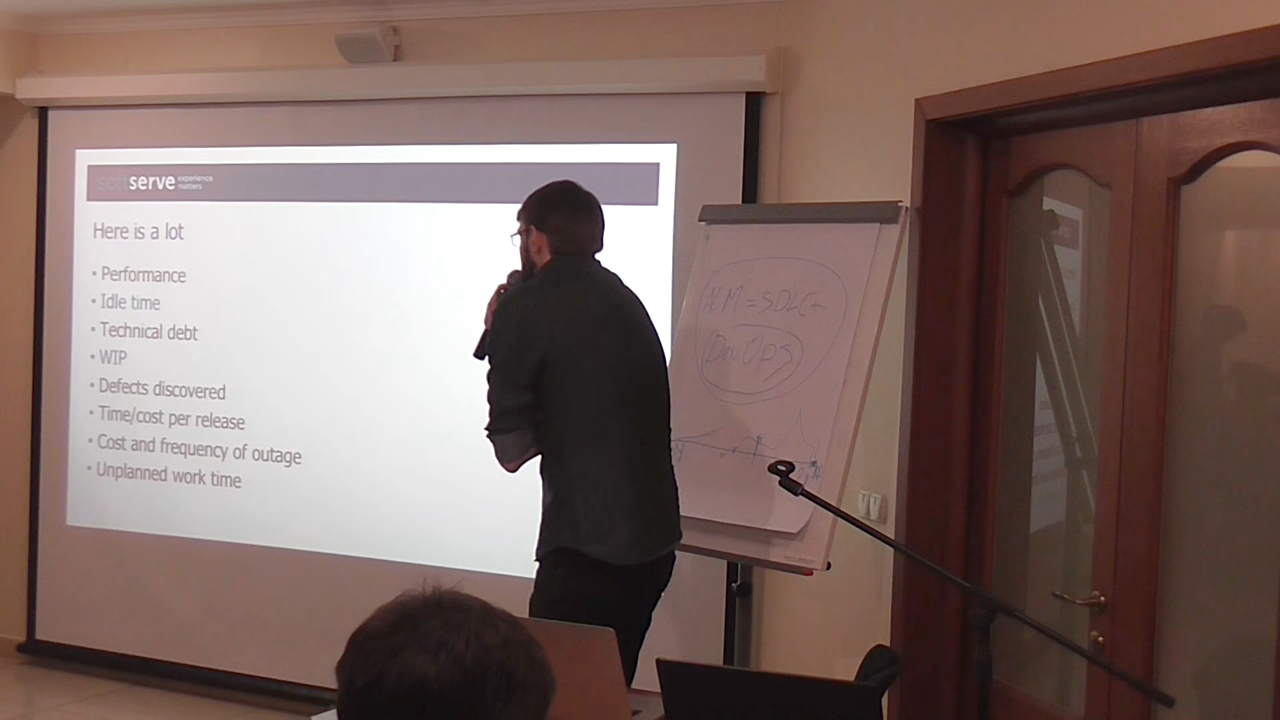 softserve experience matters
Here is a lot
• Performance
• Idle time
• Technical debt
• WIP
• Defects discovered
• Time/cost per release
• Cost and frequency of outage
• Unplanned work time
ALM = SDLC +
DevOPS